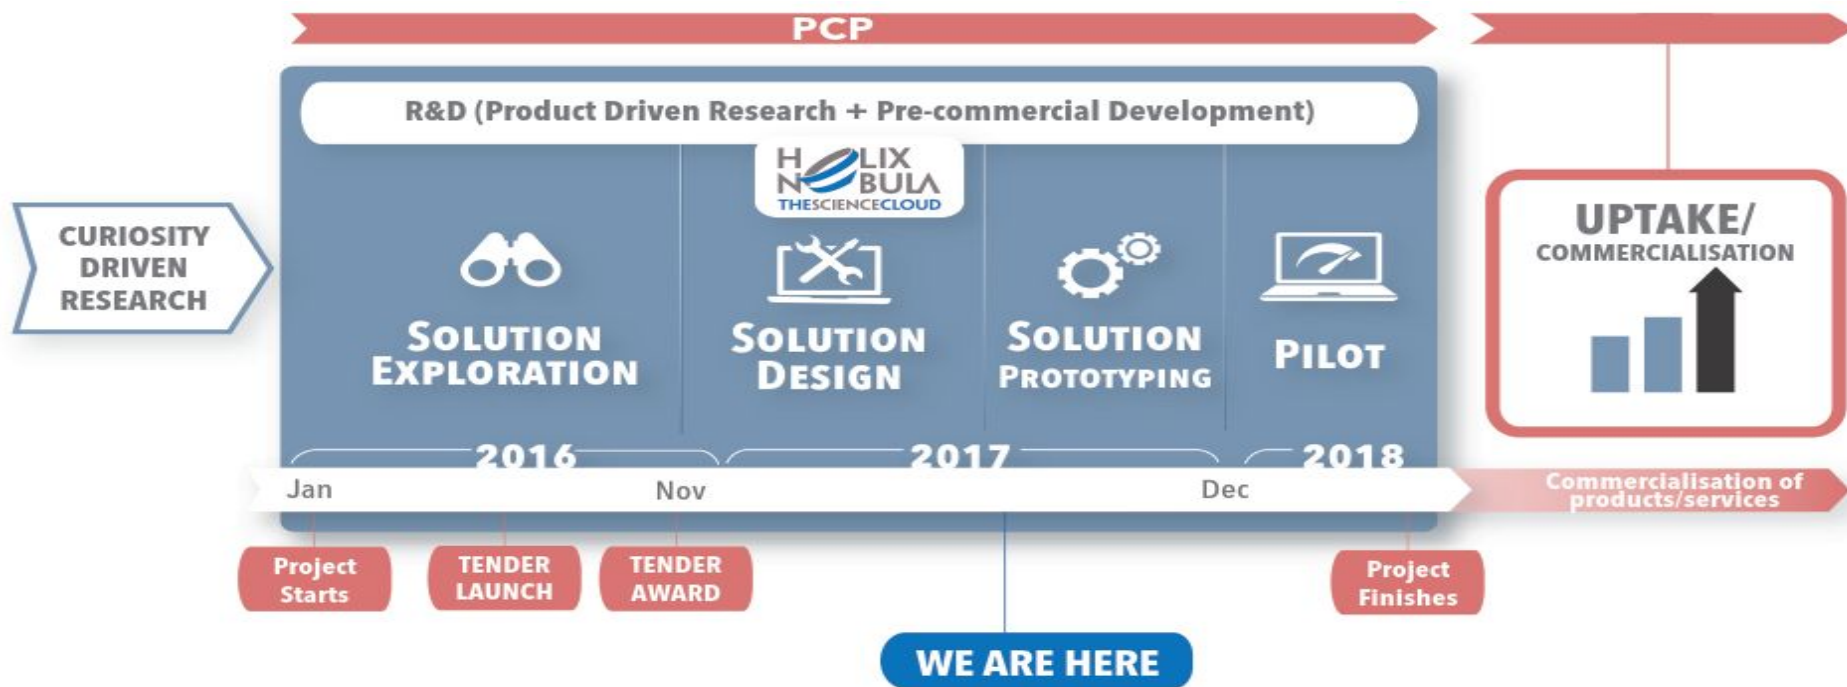 PCP
R&D (Product Driven Research + Pre-commercial Development)
HELIX
NEBULA
THESCIENCECLOUD
CURIOSITY
DRIVEN
RESEARCH
SOLUTION
EXPLORATION
SOLUTION
DESIGN
SOLUTION
PROTOTYPING
PILOT
UPTAKE/
COMMERCIALISATION
2016
2017
2018
Jan
Nov
Dec
Commercialisation of
products/services
Project
Starts
TENDER
LAUNCH
TENDER
AWARD
Project
Finishes
WE ARE HERE